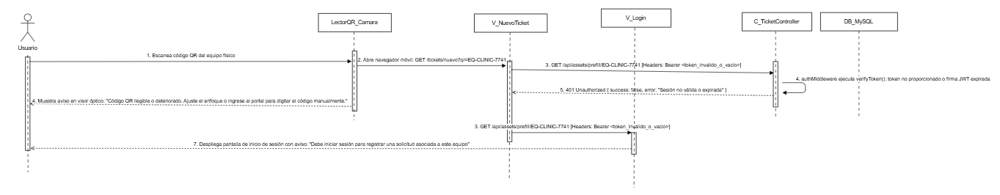 Usuario
LectorQR_Camara
V_NuevoTicket
V_Login
C_TicketController
DB_MySQL
1. Escanea código QR del equipo físico
2. Abre navegador móvil: GET /tickets/nuevo?qr=EQ-CLINIC-7741
3. GET /api/assets/prefill/EQ-CLINIC-7741 [Headers: Bearer <token_invalido_o_vacio>]
4. authMiddleware ejecuta verifyToken(): token no proporcionado o firma JWT expirada
5. 401 Unauthorized { success: false, error: "Sesión no válida o expirada" }
4. Muestra aviso en visor óptico: "Código QR ilegible o deteriorado. Ajuste el enfoque o ingrese al portal para digitar el código manualmente."
3. GET /api/assets/prefill/EQ-CLINIC-7741 [Headers: Bearer <token_invalido_o_vacio>]
7. Despliega pantalla de inicio de sesión con aviso: "Debe iniciar sesión para registrar una solicitud asociada a este equipo"